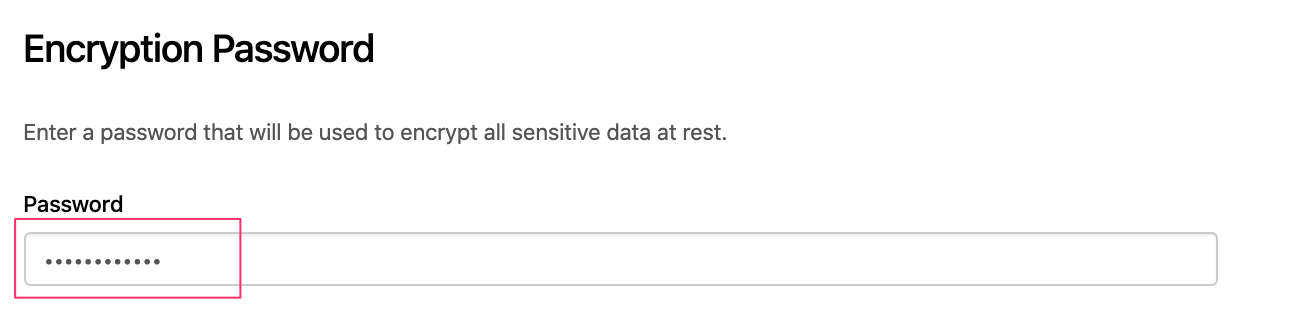 Encryption Password
Enter a password that will be used to encrypt all sensitive data at rest.
Password
••••••••••••